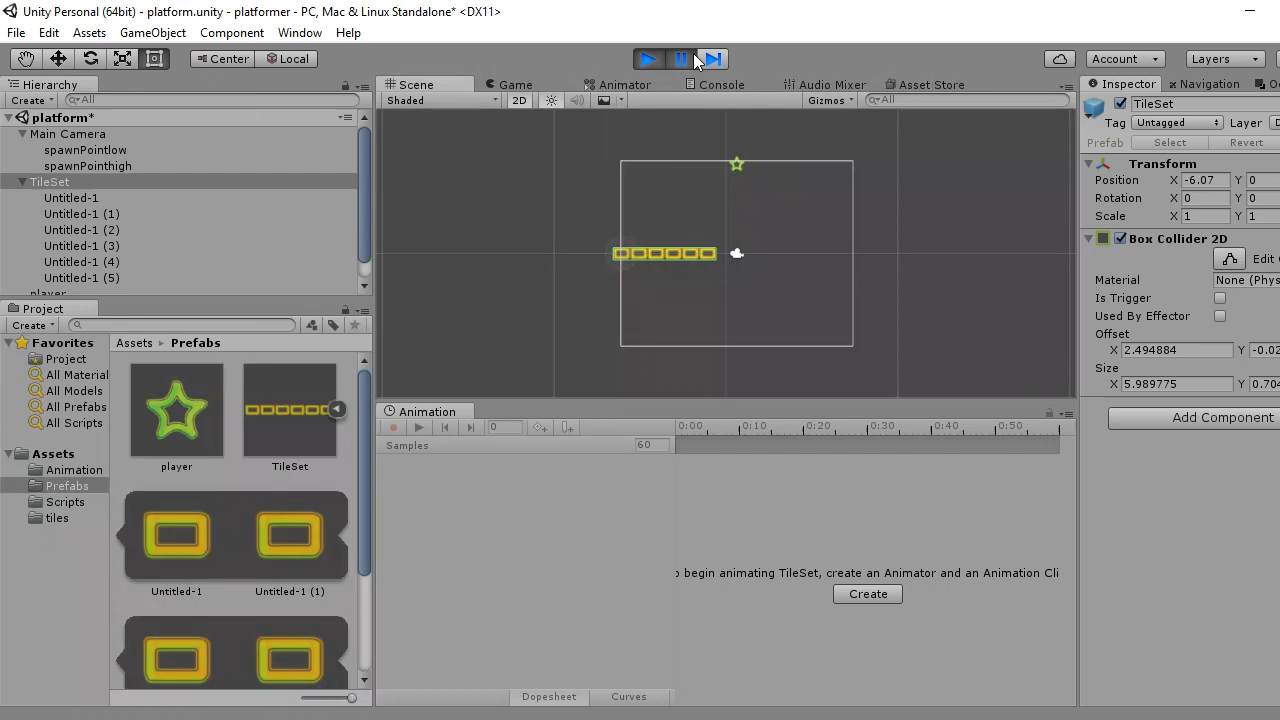 Unity Personal (64bit) - platform.unity - platformer - PC, Mac & Linux Standalone* <DX11>
File Edit Assets GameObject Component Window Help
Center Local Account Layers
Hierarchy
Create All
platform*
Main Camera
spawnPointlow
spawnPointhigh
TileSet
Untitled-1
Untitled-1 (1)
Untitled-1 (2)
Untitled-1 (3)
Untitled-1 (4)
Untitled-1 (5)
player
Scene Game Animator Console Audio Mixer Asset Store
Shaded 2D Gizmos All
Inspector Navigation
TileSet
Tag Untagged Layer
Prefab Select Revert
Transform
Position X -6.07 Y 0
Rotation X 0 Y 0
Scale X 1 Y 1
Box Collider 2D
Edit
Material None (Phys
Is Trigger
Used By Effector
Offset
X 2.494884 Y -0.02
Size
X 5.989775 Y 0.704
Add Component
Project
Create
Favorites
Project
All Material
All Models
All Prefabs
All Scripts
Assets
Animation
Prefabs
Scripts
tiles
Assets Prefabs
player TileSet
Untitled-1 Untitled-1 (1)
Animation
0 0:00 0:10 0:20 0:30 0:40 0:50
Samples 60
o begin animating TileSet, create an Animator and an Animation Cli
Create
Dopesheet Curves